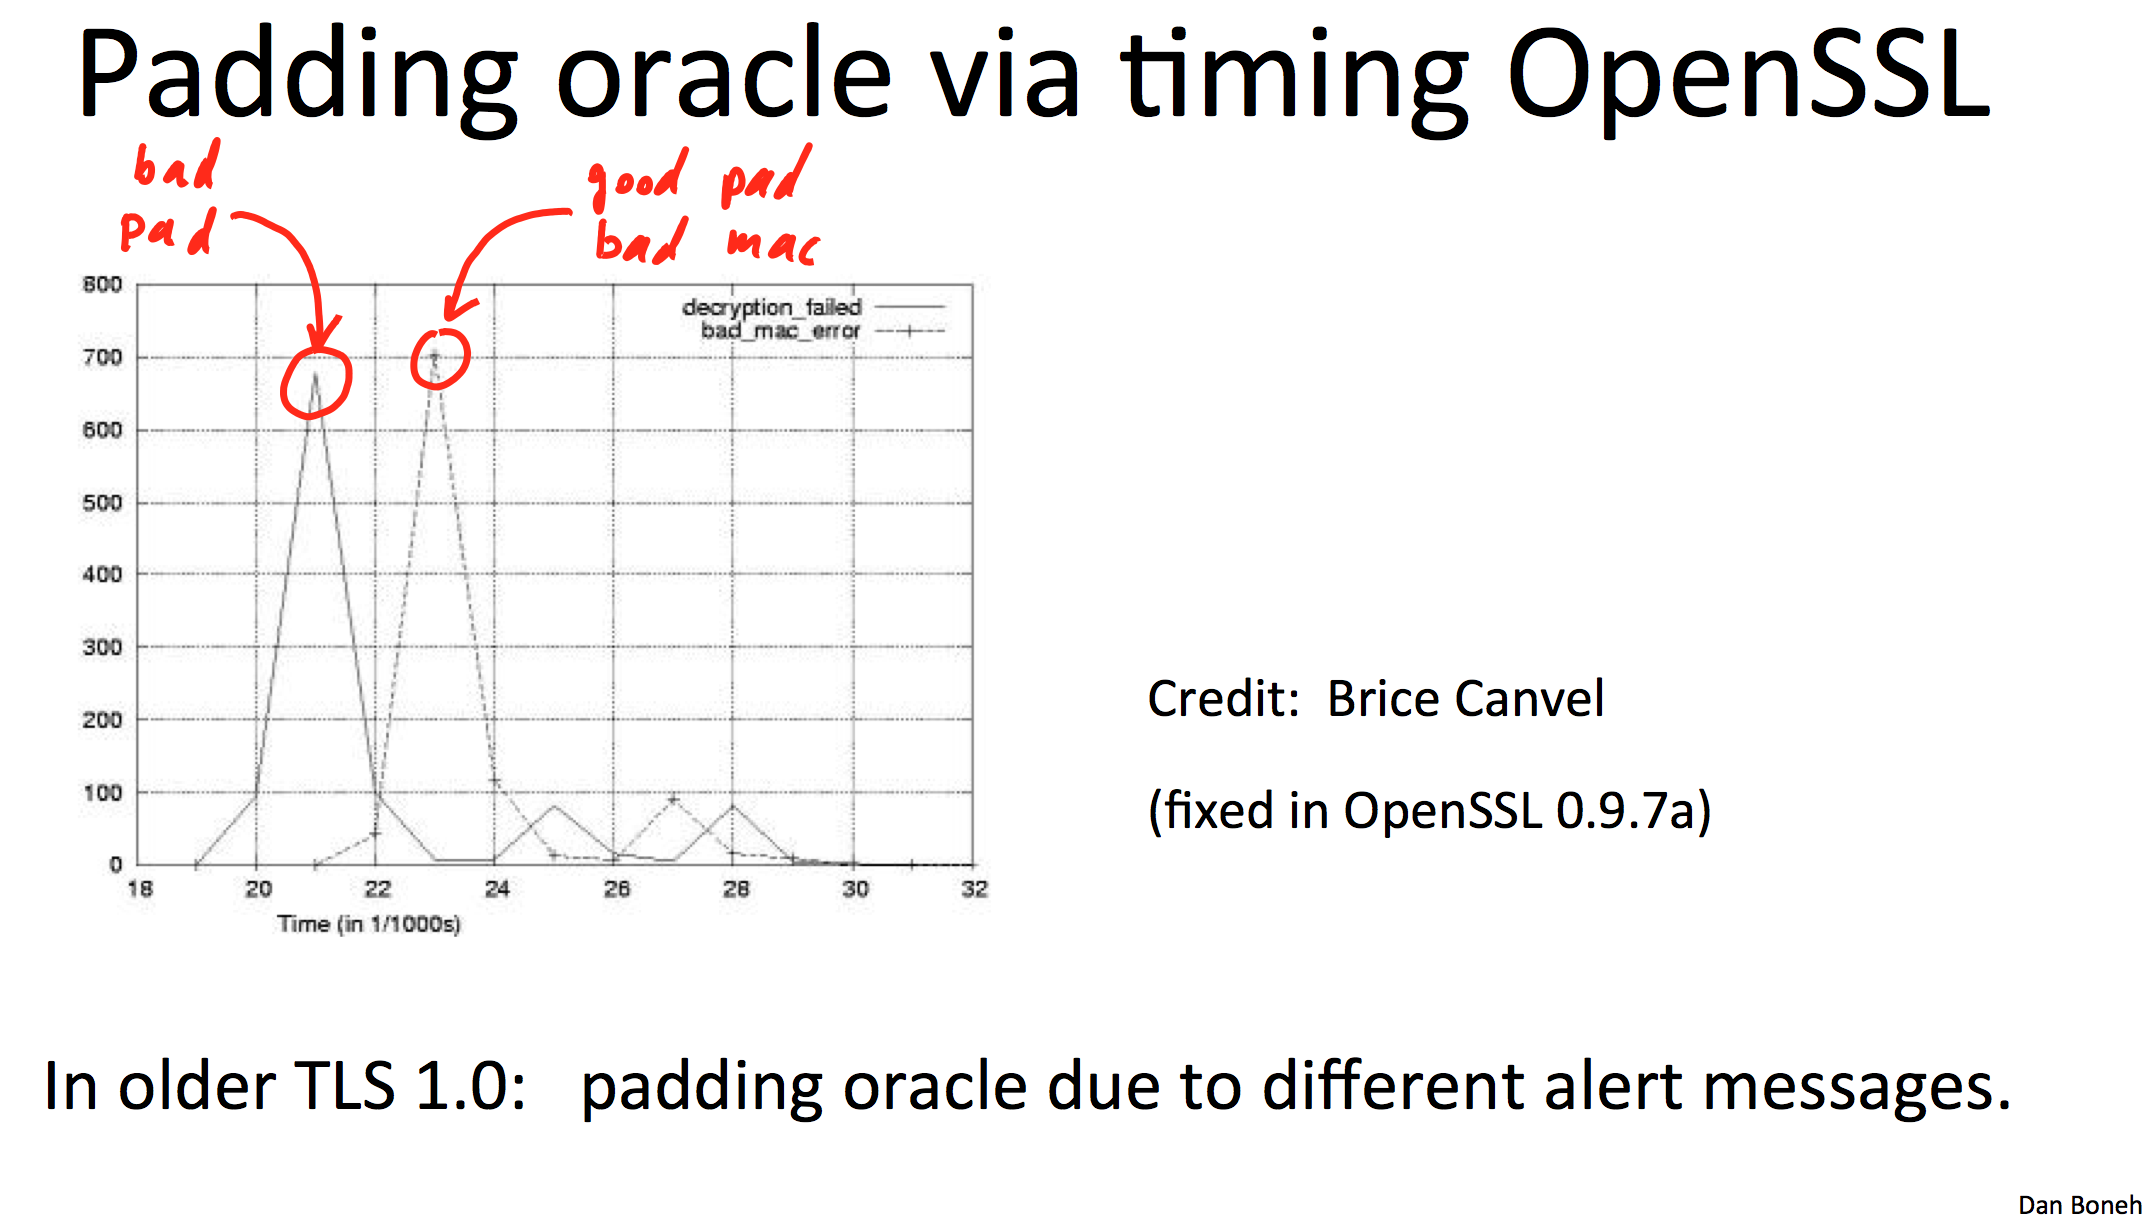 Padding oracle via timing OpenSSL
bad
pad
good pad
bad mac
800
700
600
500
400
300
200
100
0
decryption_failed
bad_mac_error
18 20 22 24 26 28 30 32
Time (in 1/1000s)
Credit: Brice Canvel
(fixed in OpenSSL 0.9.7a)
In older TLS 1.0: padding oracle due to different alert messages.
Dan Boneh